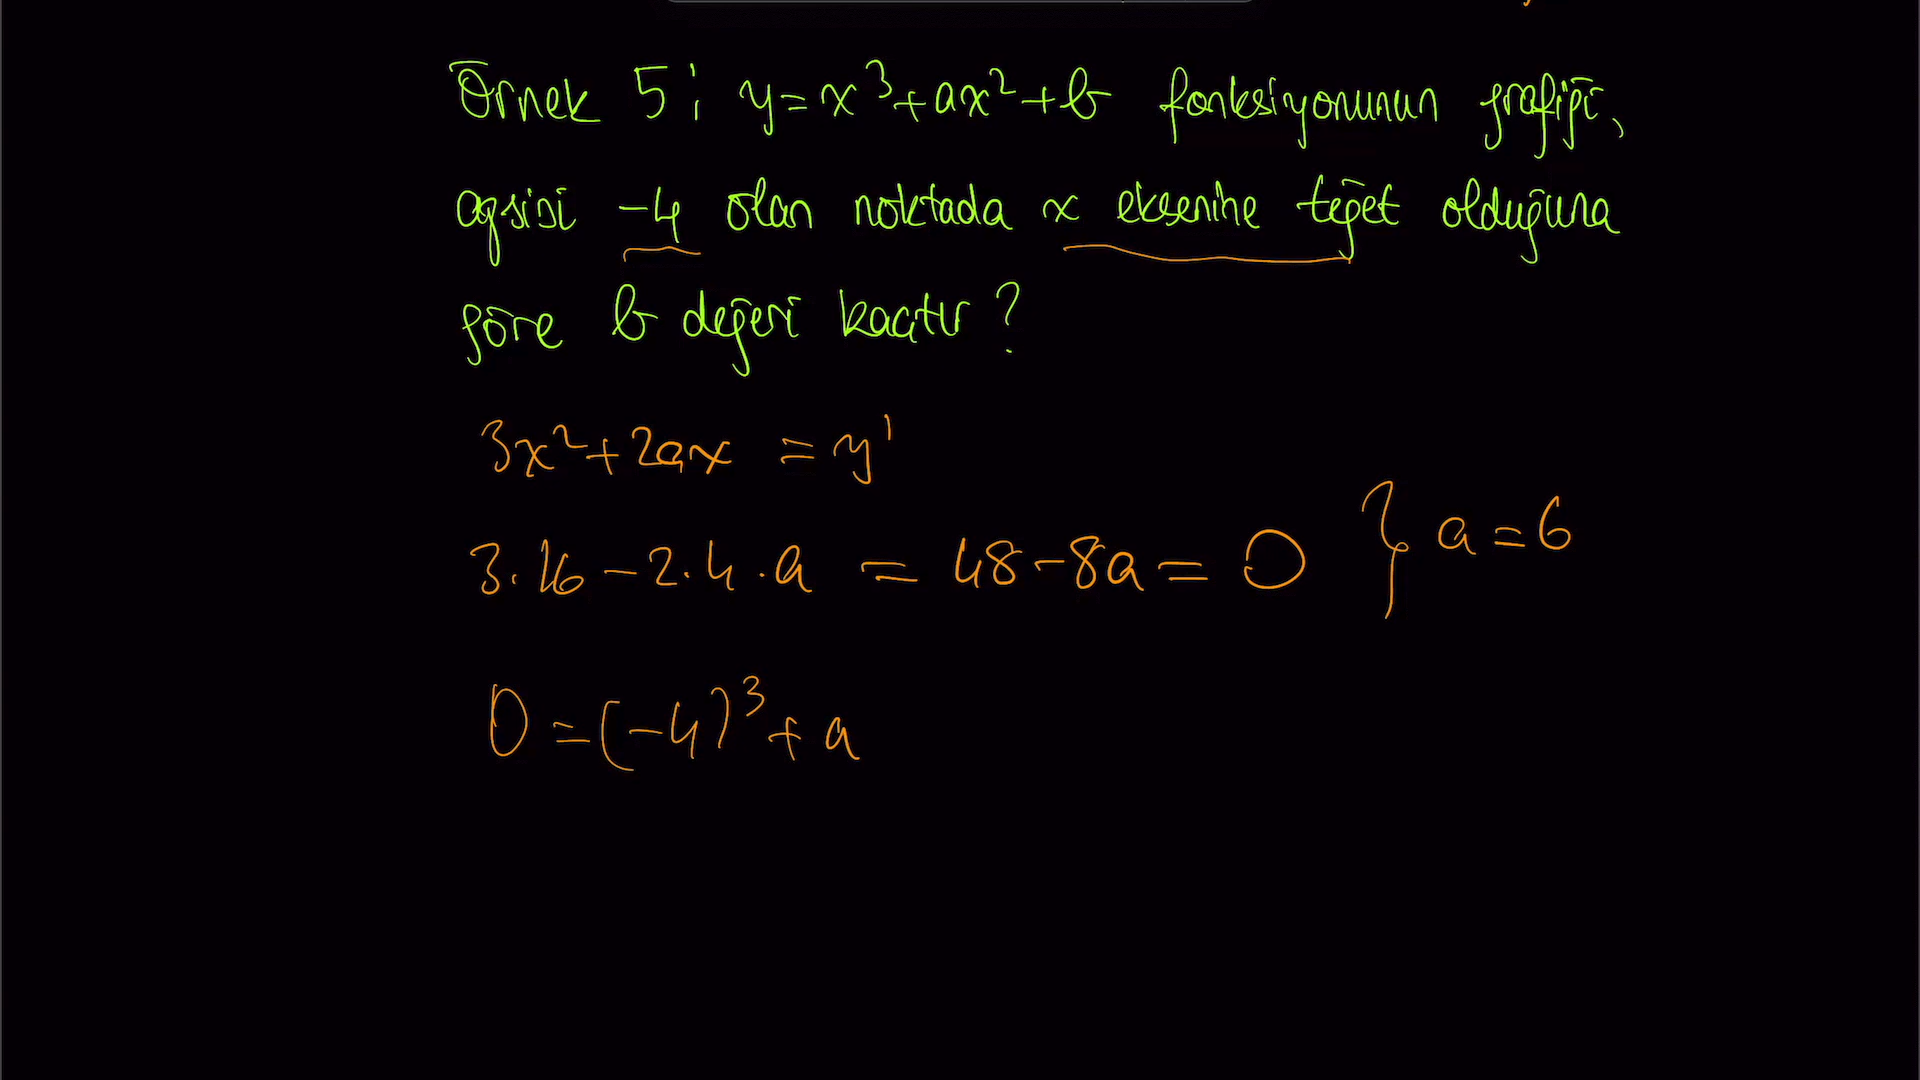 Örnek 5: y=x³+ax²+b fonksiyonunun grafiği,
apsisi -4 olan noktada x eksenine teğet olduğuna
göre b değeri kaçtır?
3x²+2ax = y'
3.16-2.4.a = 48-8a = 0 } a=6
0=(-4)³+a